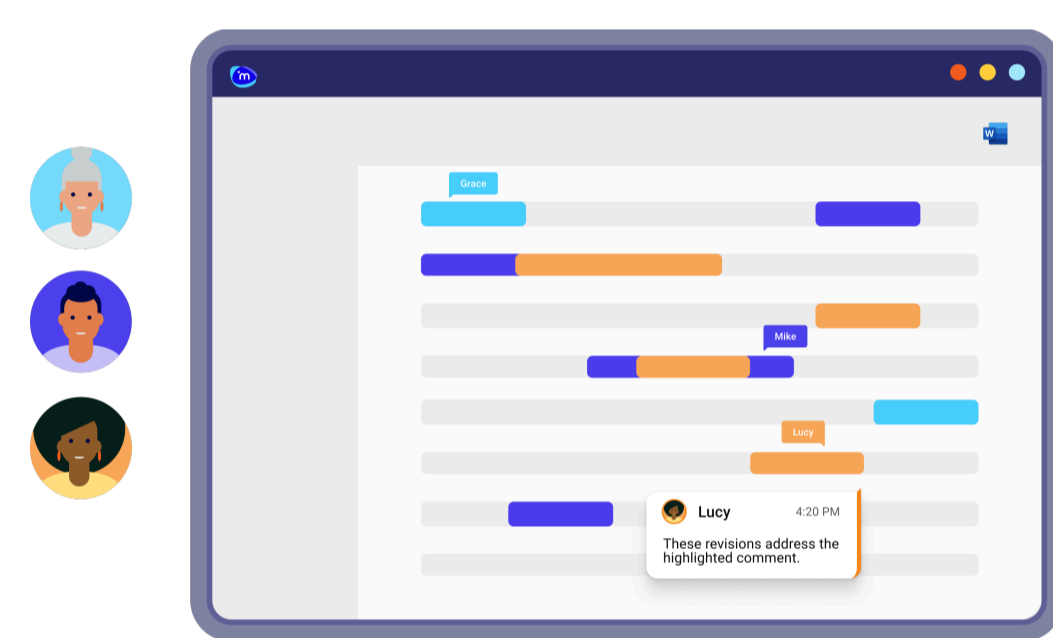 m
W
Grace
Mike
Lucy
Lucy 4:20 PM
These revisions address the
highlighted comment.